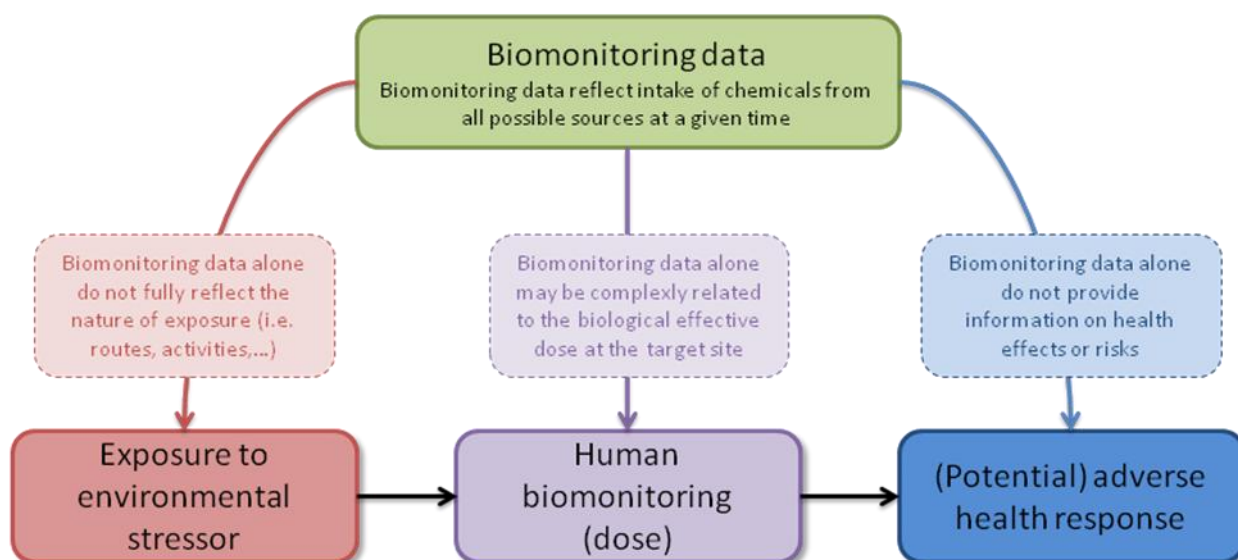 Biomonitoring data
Biomonitoring data reflect intake of chemicals from
all possible sources at a given time
Biomonitoring data alone
do not fully reflect the
nature of exposure (i.e.
routes, activities,...)
Biomonitoring data alone
may be complexly related
to the biological effective
dose at the target site
Biomonitoring data alone
do not provide
information on health
effects or risks
Exposure to
environmental
stressor
Human
biomonitoring
(dose)
(Potential) adverse
health response